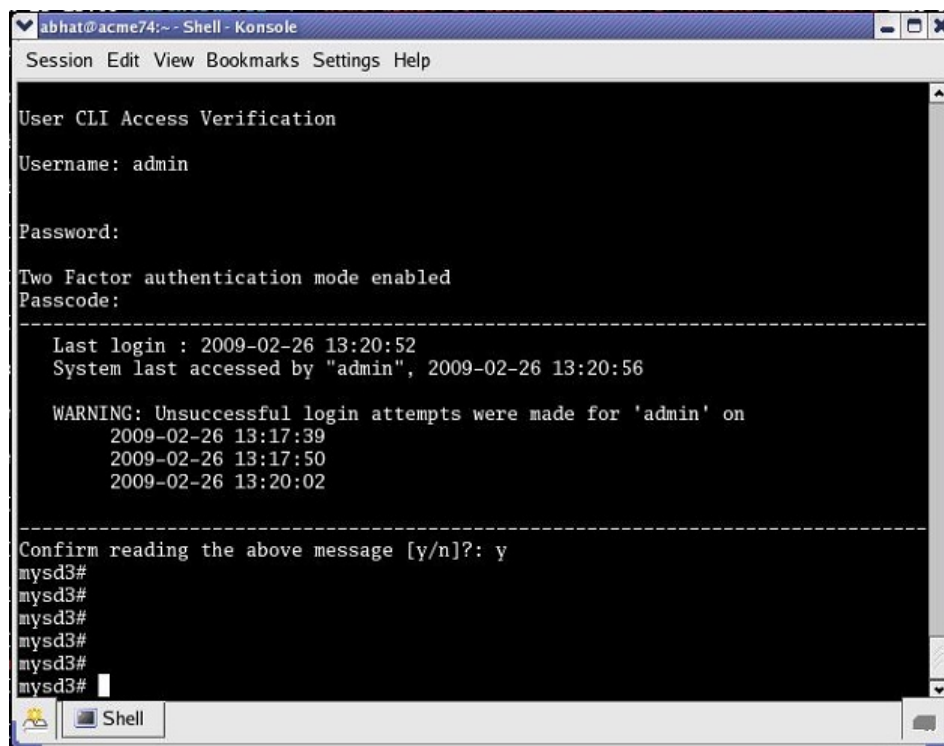 abhat@acme74:~ - Shell - Konsole
Session Edit View Bookmarks Settings Help
User CLI Access Verification
Username: admin
Password:
Two Factor authentication mode enabled
Passcode:
--------------------------------------------------------------------------------
Last login : 2009-02-26 13:20:52
System last accessed by "admin", 2009-02-26 13:20:56
WARNING: Unsuccessful login attempts were made for 'admin' on
2009-02-26 13:17:39
2009-02-26 13:17:50
2009-02-26 13:20:02
--------------------------------------------------------------------------------
Confirm reading the above message [y/n]?: y
mysd3#
mysd3#
mysd3#
mysd3#
mysd3#
mysd3#
Shell